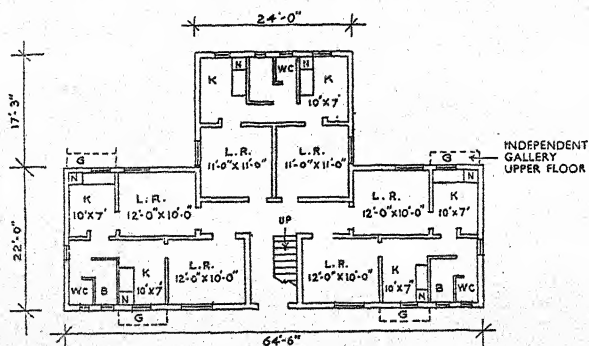 24'-0"
17'-3"
N
WC
N
K
K
10'X7'
L.R.
11'-0"X11'-0"
L.R.
11'-0"X11'-0"
INDEPENDENT
GALLERY
UPPER FLOOR
G
G
N
N
K
10'X7'
L.R.
12'-0"X10'-0"
L.R.
12'-0"X10'-0"
K
10'X7'
22'-0"
UP
L.R.
12'-0"X10'-0"
L.R.
12'-0"X10'-0"
K
10'X7'
K
10'X7'
WC
B
N
N
B
WC
G
G
64'-6"